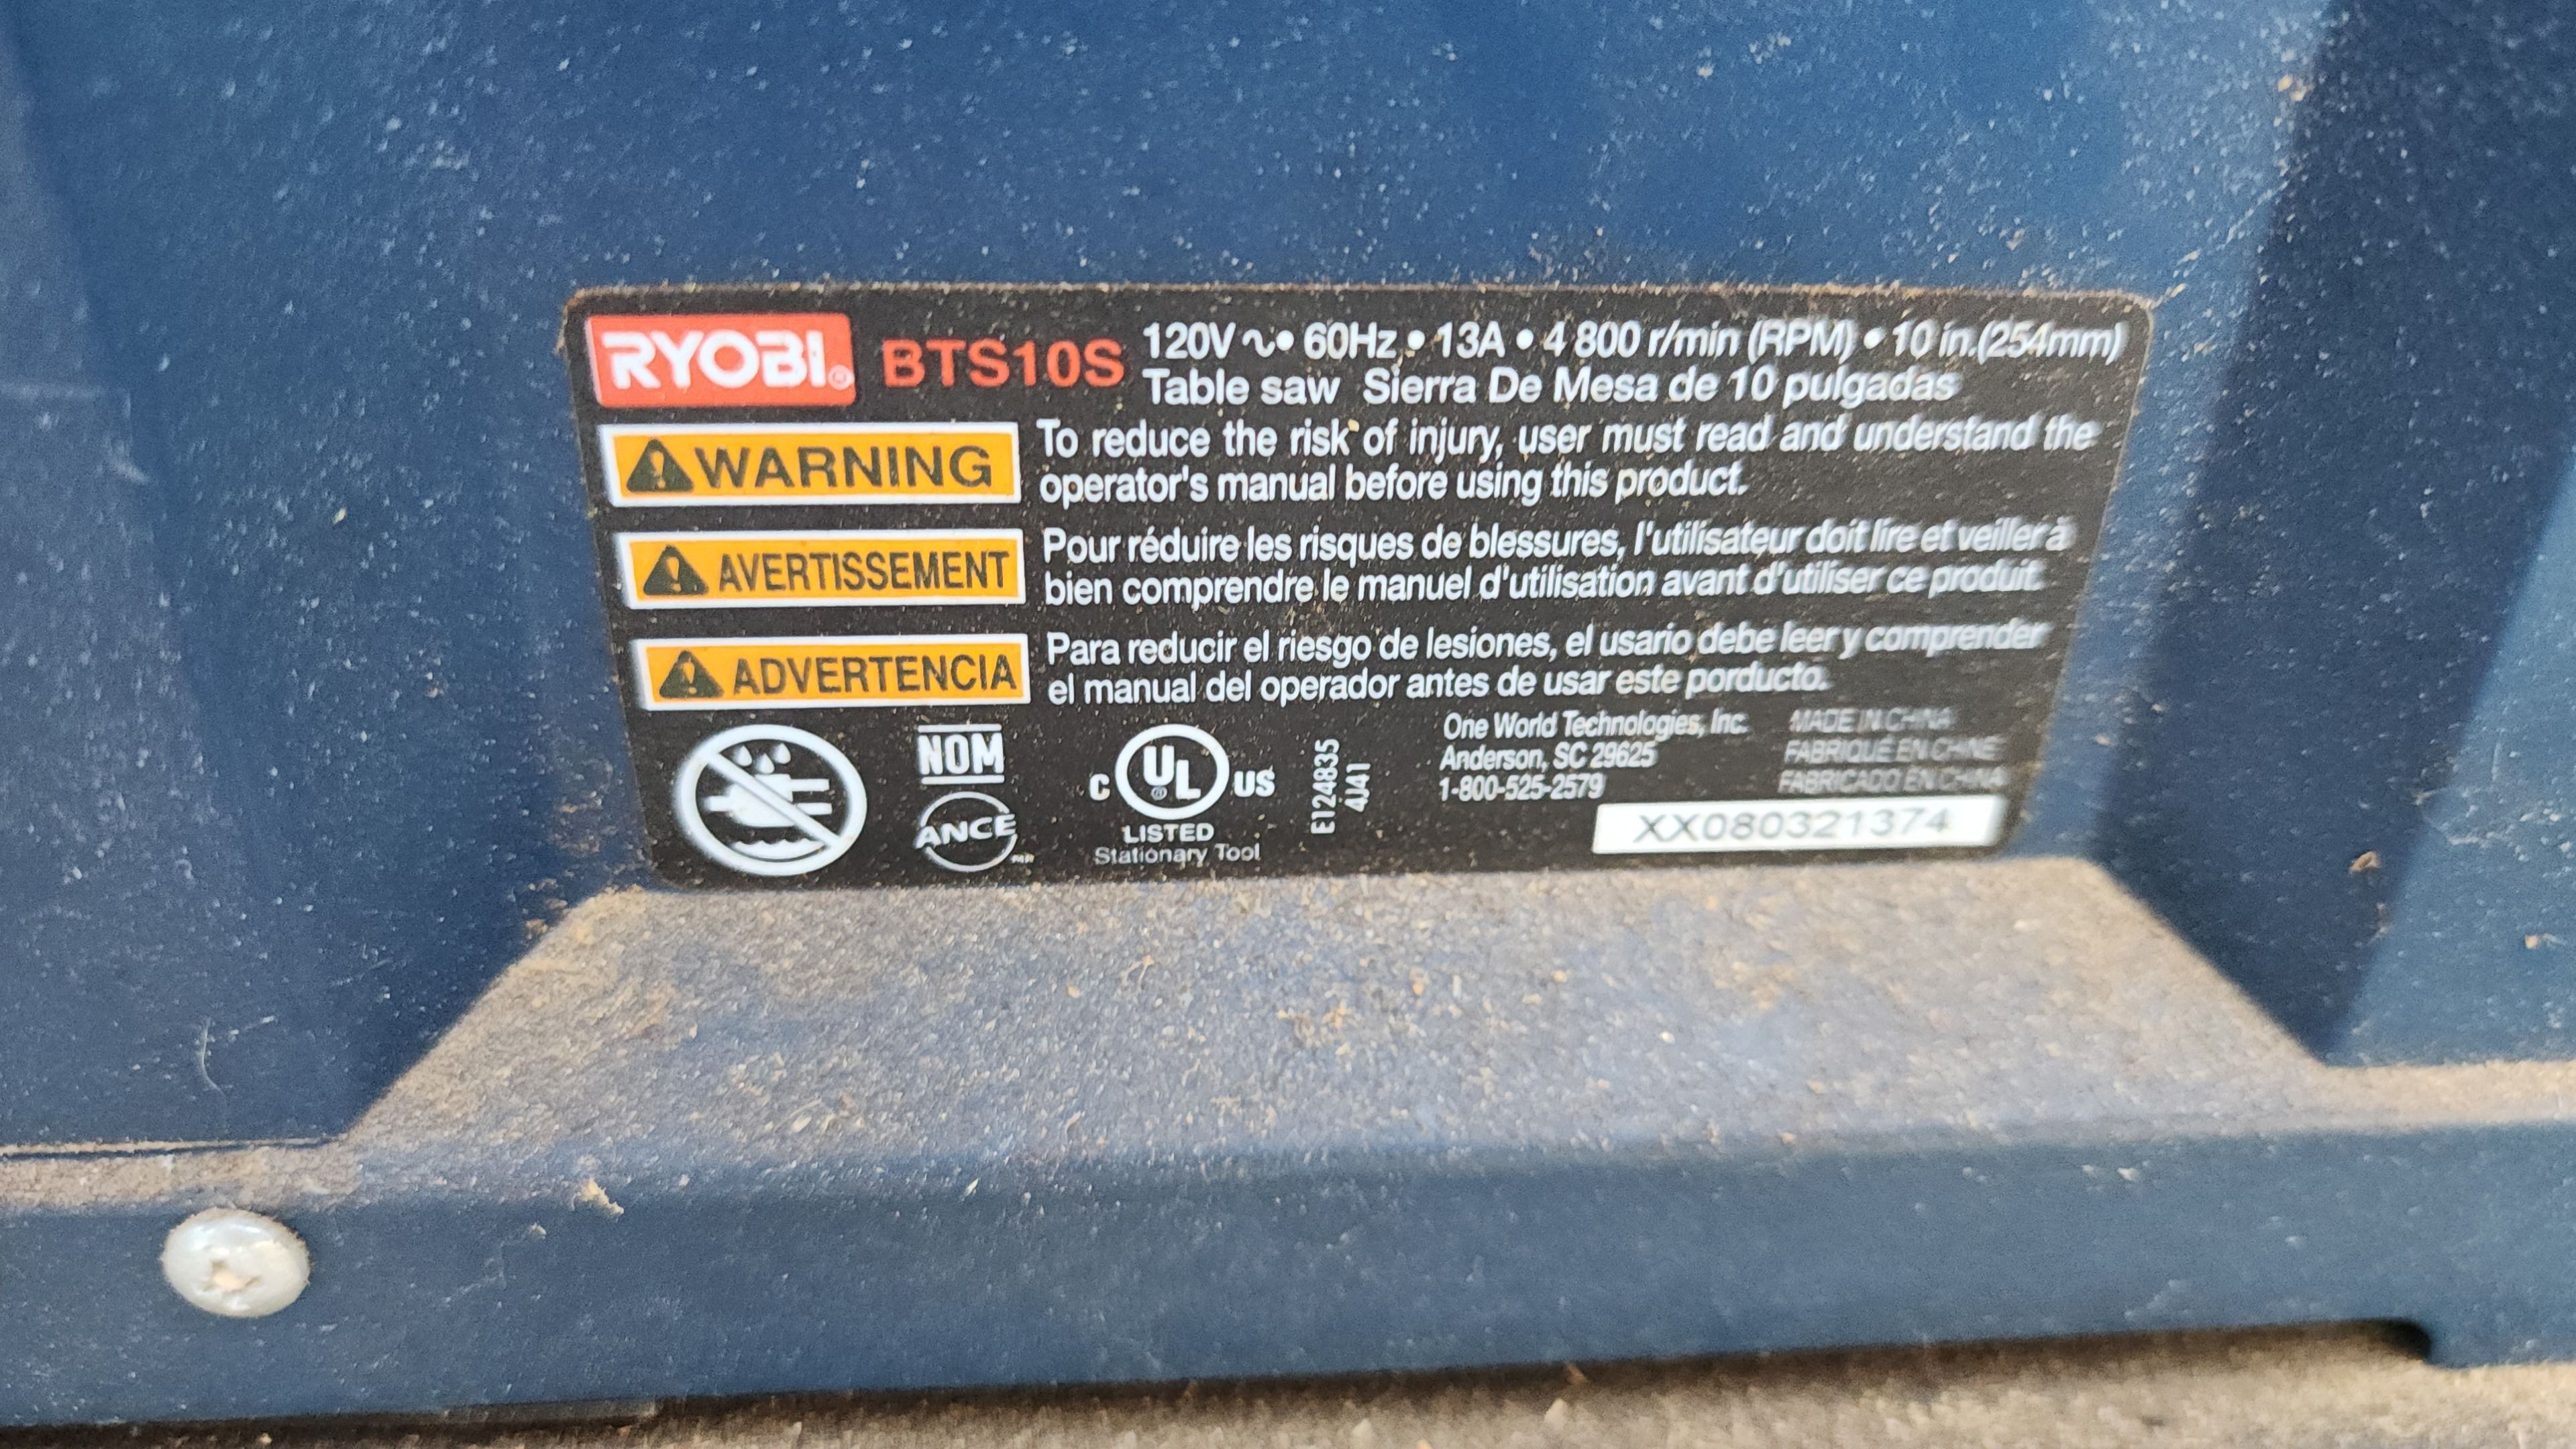 RYOBI® BTS10S
120V ~ • 60Hz • 13A • 4 800 r/min (RPM) • 10 in.(254mm)
Table saw Sierra De Mesa de 10 pulgadas
WARNING
To reduce the risk of injury, user must read and understand the
operator's manual before using this product.
AVERTISSEMENT
Pour réduire les risques de blessures, l'utilisateur doit lire et veiller à
bien comprendre le manuel d'utilisation avant d'utiliser ce produit.
ADVERTENCIA
Para reducir el riesgo de lesiones, el usario debe leer y comprender
el manual del operador antes de usar este porducto.
NOM
ANCE
C UL® US
LISTED
Stationary Tool
E124835
4J41
One World Technologies, Inc.
Anderson, SC 29625
1-800-525-2579
MADE IN CHINA
FABRIQUÉ EN CHINE
FABRICADO EN CHINA
XX080321374